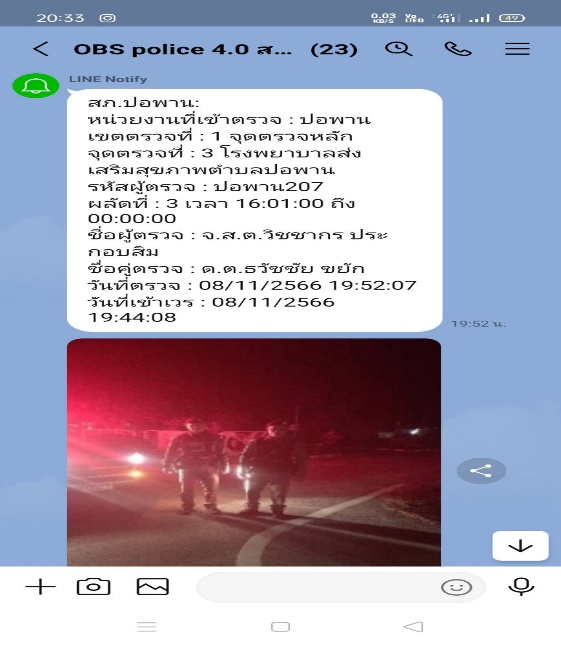 20:33
0.03 KB/S
Vo LTED
4G+
49
OBS police 4.0 ส... (23)
LINE Notify
สภ.ปอพาน:
หน่วยงานที่เข้าตรวจ : ปอพาน
เขตตรวจที่ : 1 จุดตรวจหลัก
จุดตรวจที่ : 3 โรงพยาบาลส่ง
เสริมสุขภาพตำบลปอพาน
รหัสผู้ตรวจ : ปอพาน207
ผลัดที่ : 3 เวลา 16:01:00 ถึง
00:00:00
ชื่อผู้ตรวจ : จ.ส.ต.วิชชากร ประ
กอบสิม
ชื่อคู่ตรวจ : ด.ต.ธวัชชัย ขยัก
วันที่ตรวจ : 08/11/2566 19:52:07
วันที่เข้าเวร : 08/11/2566
19:44:08
19:52 น.